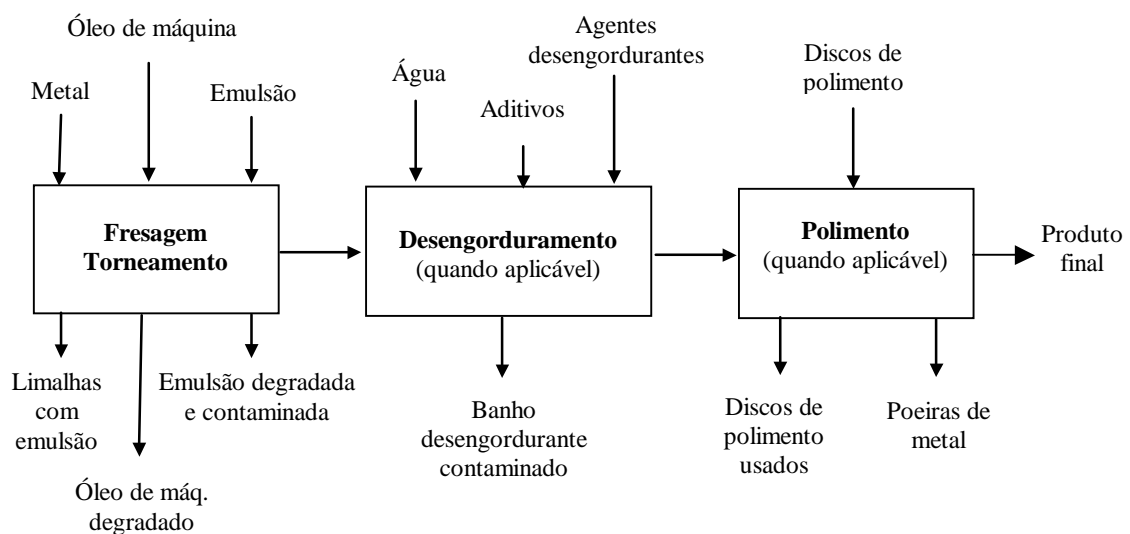 Óleo de máquina
Metal
Emulsão
Água
Aditivos
Agentes
desengordurantes
Discos de
polimento
Fresagem
Torneamento
Desengorduramento
(quando aplicável)
Polimento
(quando aplicável)
Produto
final
Limalhas
com
emulsão
Óleo de máq.
degradado
Emulsão degradada
e contaminada
Banho
desengordurante
contaminado
Discos de
polimento
usados
Poeiras de
metal